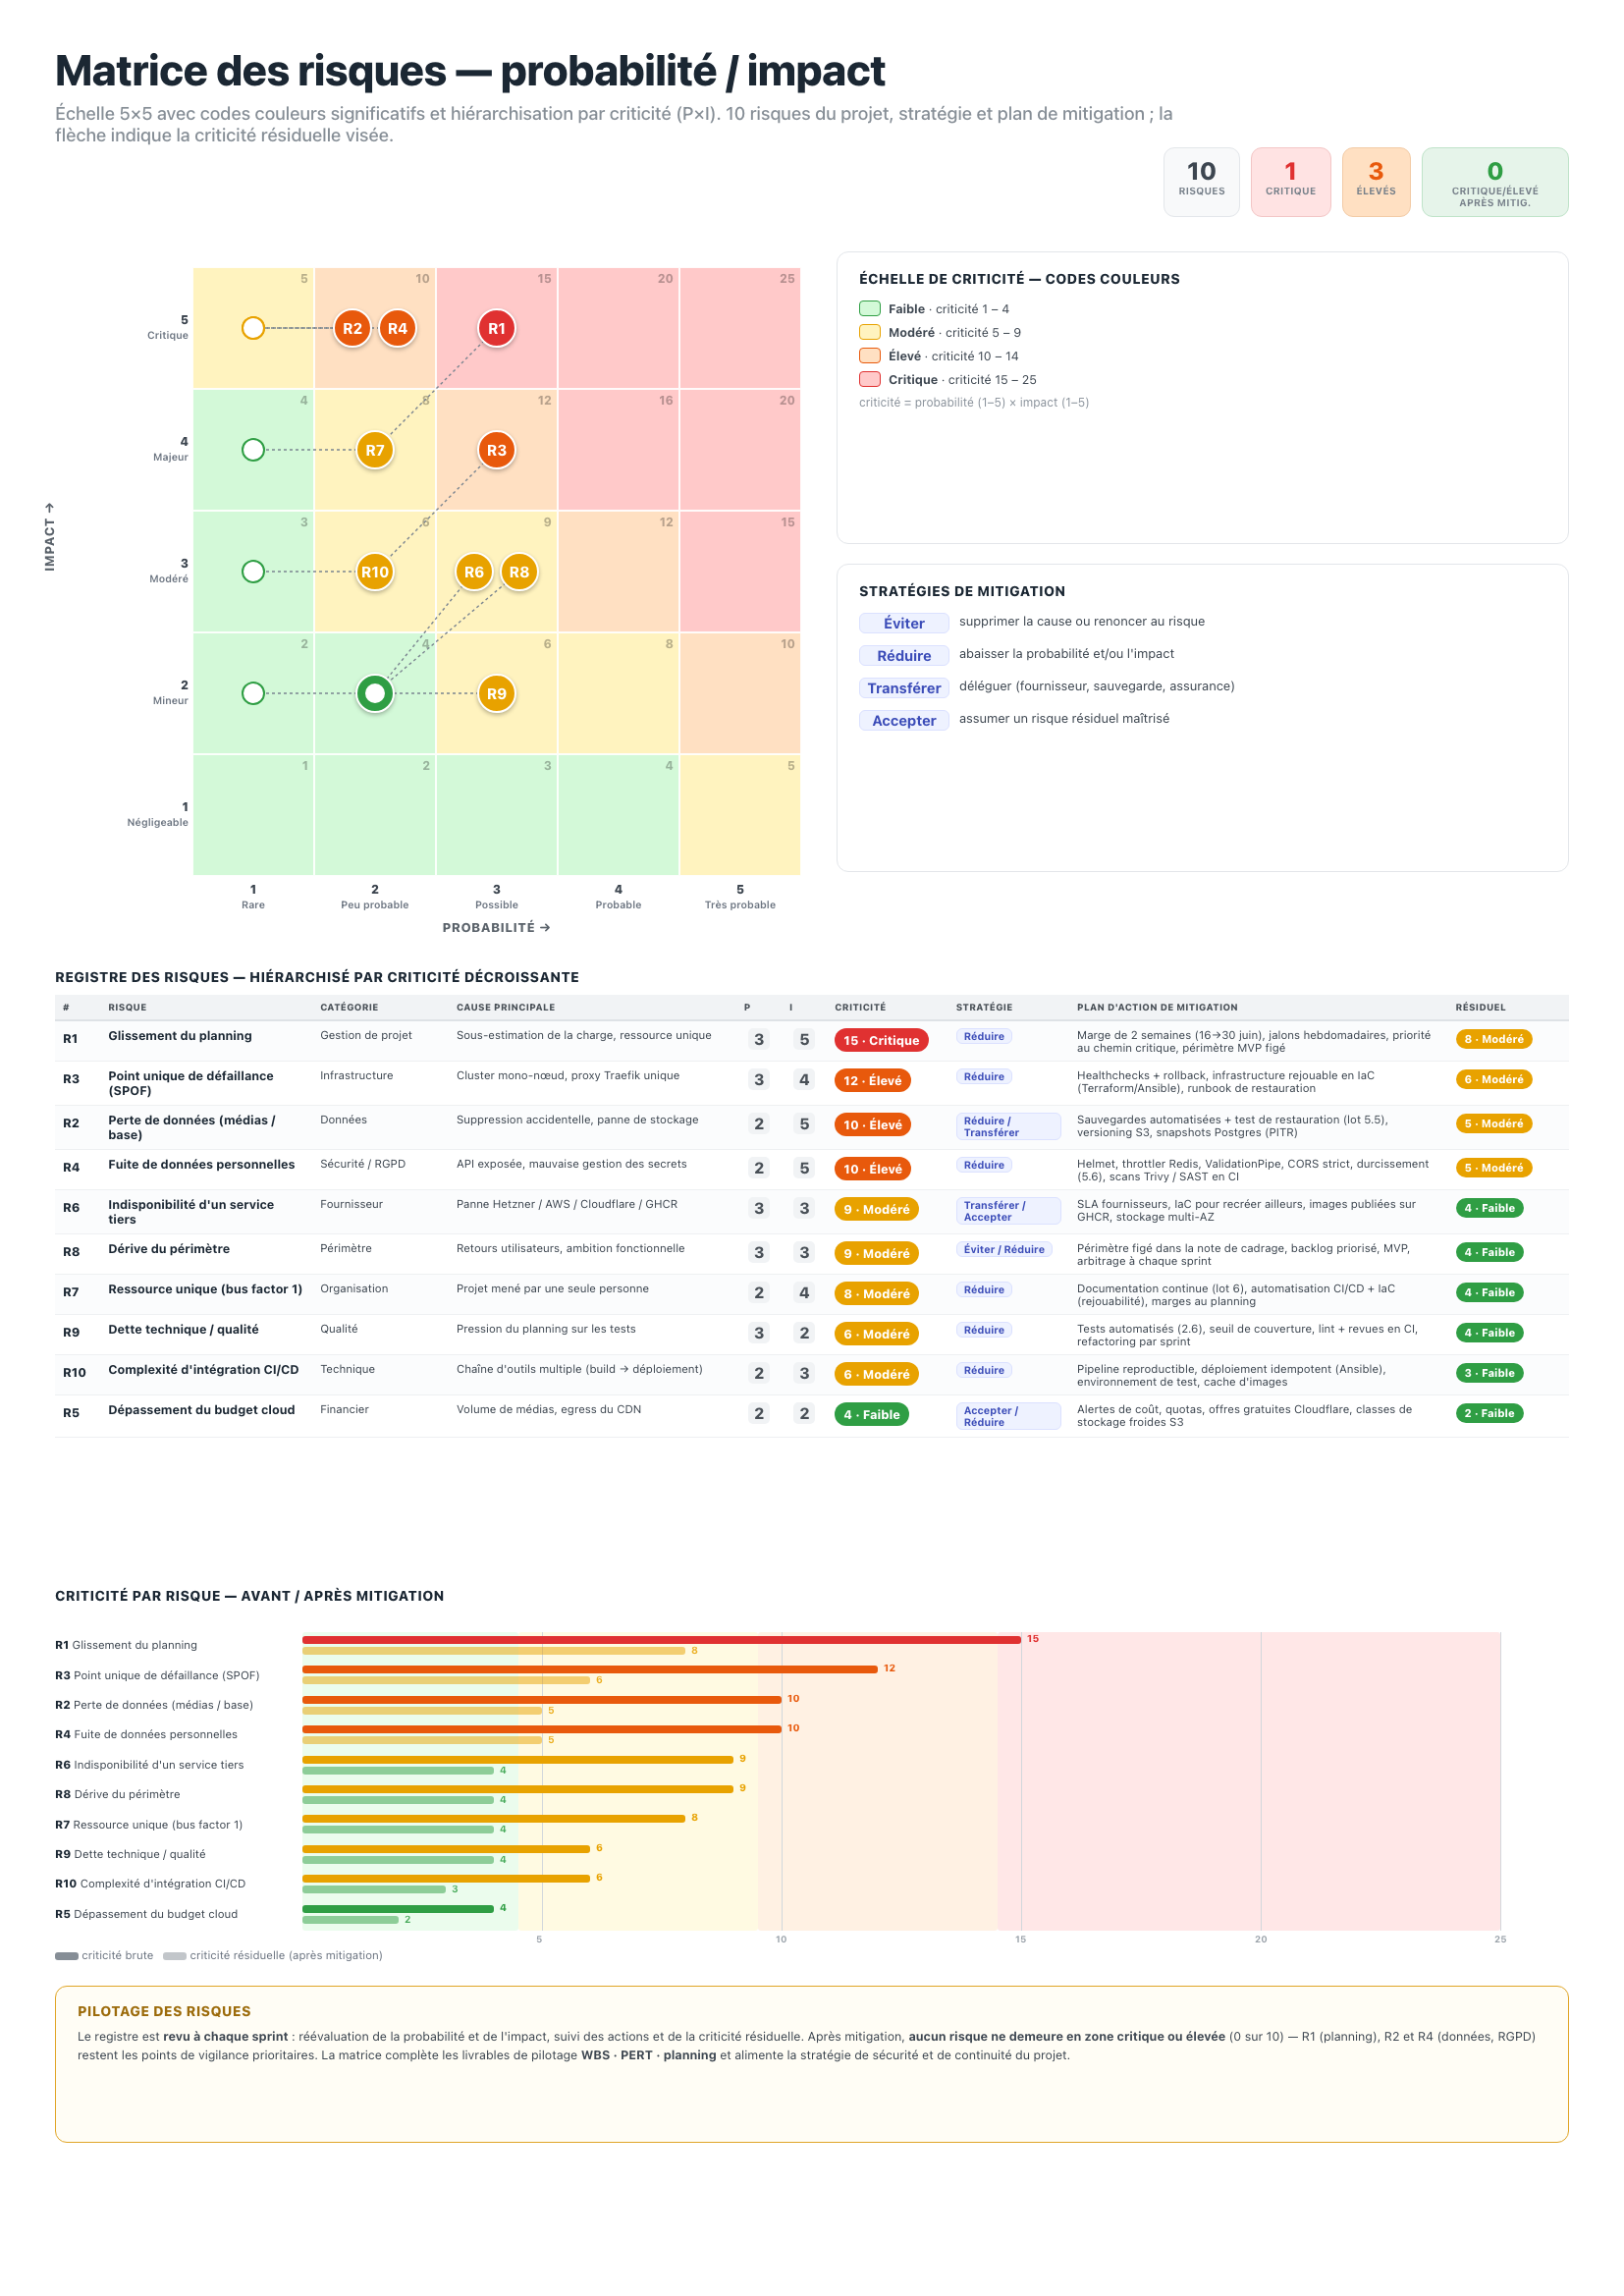 Matrice des risques — probabilité / impact
Échelle 5×5 avec codes couleurs significatifs et hiérarchisation par criticité (P×I). 10 risques du projet, stratégie et plan de mitigation ; la
flèche indique la criticité résiduelle visée.
10
RISQUES
1
CRITIQUE
3
ÉLEVÉS
0
CRITIQUE/ÉLEVÉ
APRÈS MITIG.
IMPACT →
5
Critique
5
10
15
20
25
R2
R4
R1
4
Majeur
4
8
12
16
20
R7
R3
3
Modéré
3
6
9
12
15
R10
R6
R8
2
Mineur
2
4
6
8
10
R9
1
Négligeable
1
2
3
4
5
1
Rare
2
Peu probable
3
Possible
4
Probable
5
Très probable
PROBABILITÉ →
ÉCHELLE DE CRITICITÉ — CODES COULEURS
Faible · criticité 1 – 4
Modéré · criticité 5 – 9
Élevé · criticité 10 – 14
Critique · criticité 15 – 25
criticité = probabilité (1–5) × impact (1–5)
STRATÉGIES DE MITIGATION
Éviter supprimer la cause ou renoncer au risque
Réduire abaisser la probabilité et/ou l'impact
Transférer déléguer (fournisseur, sauvegarde, assurance)
Accepter assumer un risque résiduel maîtrisé
REGISTRE DES RISQUES — HIÉRARCHISÉ PAR CRITICITÉ DÉCROISSANTE
# RISQUE CATÉGORIE CAUSE PRINCIPALE P I CRITICITÉ STRATÉGIE PLAN D'ACTION DE MITIGATION RÉSIDUEL
R1 Glissement du planning Gestion de projet Sous-estimation de la charge, ressource unique 3 5 15 · Critique Réduire Marge de 2 semaines (16→30 juin), jalons hebdomadaires, priorité 8 · Modéré
au chemin critique, périmètre MVP figé
R3 Point unique de défaillance Infrastructure Cluster mono-nœud, proxy Traefik unique 3 4 12 · Élevé Réduire Healthchecks + rollback, infrastructure rejouable en IaC 6 · Modéré
(SPOF) (Terraform/Ansible), runbook de restauration
R2 Perte de données (médias / Données Suppression accidentelle, panne de stockage 2 5 10 · Élevé Réduire / Sauvegardes automatisées + test de restauration (lot 5.5), 5 · Modéré
base) Transférer versioning S3, snapshots Postgres (PITR)
R4 Fuite de données personnelles Sécurité / RGPD API exposée, mauvaise gestion des secrets 2 5 10 · Élevé Réduire Helmet, throttler Redis, ValidationPipe, CORS strict, durcissement 5 · Modéré
(5.6), scans Trivy / SAST en CI
R6 Indisponibilité d'un service Fournisseur Panne Hetzner / AWS / Cloudflare / GHCR 3 3 9 · Modéré Transférer / SLA fournisseurs, IaC pour recréer ailleurs, images publiées sur 4 · Faible
tiers Accepter GHCR, stockage multi-AZ
R8 Dérive du périmètre Périmètre Retours utilisateurs, ambition fonctionnelle 3 3 9 · Modéré Éviter / Réduire Périmètre figé dans la note de cadrage, backlog priorisé, MVP, 4 · Faible
arbitrage à chaque sprint
R7 Ressource unique (bus factor 1) Organisation Projet mené par une seule personne 2 4 8 · Modéré Réduire Documentation continue (lot 6), automatisation CI/CD + IaC 4 · Faible
(rejouabilité), marges au planning
R9 Dette technique / qualité Qualité Pression du planning sur les tests 3 2 6 · Modéré Réduire Tests automatisés (2.6), seuil de couverture, lint + revues en CI, 4 · Faible
refactoring par sprint
R10 Complexité d'intégration CI/CD Technique Chaîne d'outils multiple (build → déploiement) 2 3 6 · Modéré Réduire Pipeline reproductible, déploiement idempotent (Ansible), 3 · Faible
environnement de test, cache d'images
R5 Dépassement du budget cloud Financier Volume de médias, egress du CDN 2 2 4 · Faible Accepter / Alertes de coût, quotas, offres gratuites Cloudflare, classes de 2 · Faible
Réduire stockage froides S3
CRITICITÉ PAR RISQUE — AVANT / APRÈS MITIGATION
R1 Glissement du planning 15
8
R3 Point unique de défaillance (SPOF) 12
6
R2 Perte de données (médias / base) 10
5
R4 Fuite de données personnelles 10
5
R6 Indisponibilité d'un service tiers 9
4
R8 Dérive du périmètre 9
4
R7 Ressource unique (bus factor 1) 8
4
R9 Dette technique / qualité 6
4
R10 Complexité d'intégration CI/CD 6
3
R5 Dépassement du budget cloud 4
2
5 10 15 20 25
criticité brute criticité résiduelle (après mitigation)
PILOTAGE DES RISQUES
Le registre est revu à chaque sprint : réévaluation de la probabilité et de l'impact, suivi des actions et de la criticité résiduelle. Après mitigation, aucun risque ne demeure en zone critique ou élevée (0 sur 10) — R1 (planning), R2 et R4 (données, RGPD)
restent les points de vigilance prioritaires. La matrice complète les livrables de pilotage WBS · PERT · planning et alimente la stratégie de sécurité et de continuité du projet.